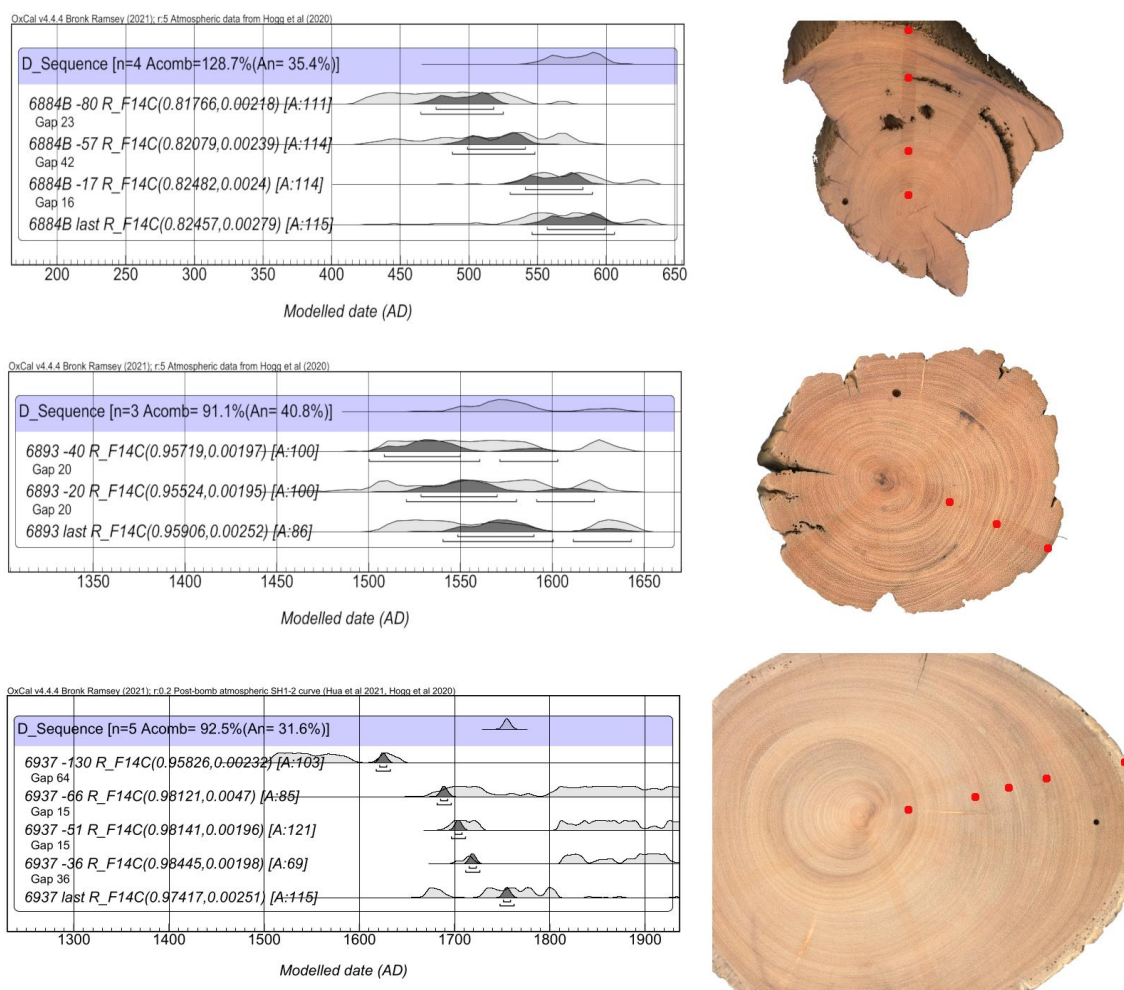 OxCal v4.4.4 Bronk Ramsey (2021); r:5 Atmospheric data from Hogg et al (2020)
D_Sequence [n=4 Acomb=128.7%(An= 35.4%)]
6884B -80 R_F14C(0.81766,0.00218) [A:111]
Gap 23
6884B -57 R_F14C(0.82079,0.00239) [A:114]
Gap 42
6884B -17 R_F14C(0.82482,0.0024) [A:114]
Gap 16
6884B last R_F14C(0.82457,0.00279) [A:115]
200 250 300 350 400 450 500 550 600 650
Modelled date (AD)
OxCal v4.4.4 Bronk Ramsey (2021); r:5 Atmospheric data from Hogg et al (2020)
D_Sequence [n=3 Acomb= 91.1%(An= 40.8%)]
6893 -40 R_F14C(0.95719,0.00197) [A:100]
Gap 20
6893 -20 R_F14C(0.95524,0.00195) [A:100]
Gap 20
6893 last R_F14C(0.95906,0.00252) [A:86]
1350 1400 1450 1500 1550 1600 1650
Modelled date (AD)
OxCal v4.4.4 Bronk Ramsey (2021); r:0.2 Post-bomb atmospheric SH1-2 curve (Hua et al 2021, Hogg et al 2020)
D_Sequence [n=5 Acomb= 92.5%(An= 31.6%)]
6937 -130 R_F14C(0.95826,0.00232) [A:103]
Gap 64
6937 -66 R_F14C(0.98121,0.0047) [A:85]
Gap 15
6937 -51 R_F14C(0.98141,0.00196) [A:121]
Gap 15
6937 -36 R_F14C(0.98445,0.00198) [A:69]
Gap 36
6937 last R_F14C(0.97417,0.00251) [A:115]
1300 1400 1500 1600 1700 1800 1900
Modelled date (AD)